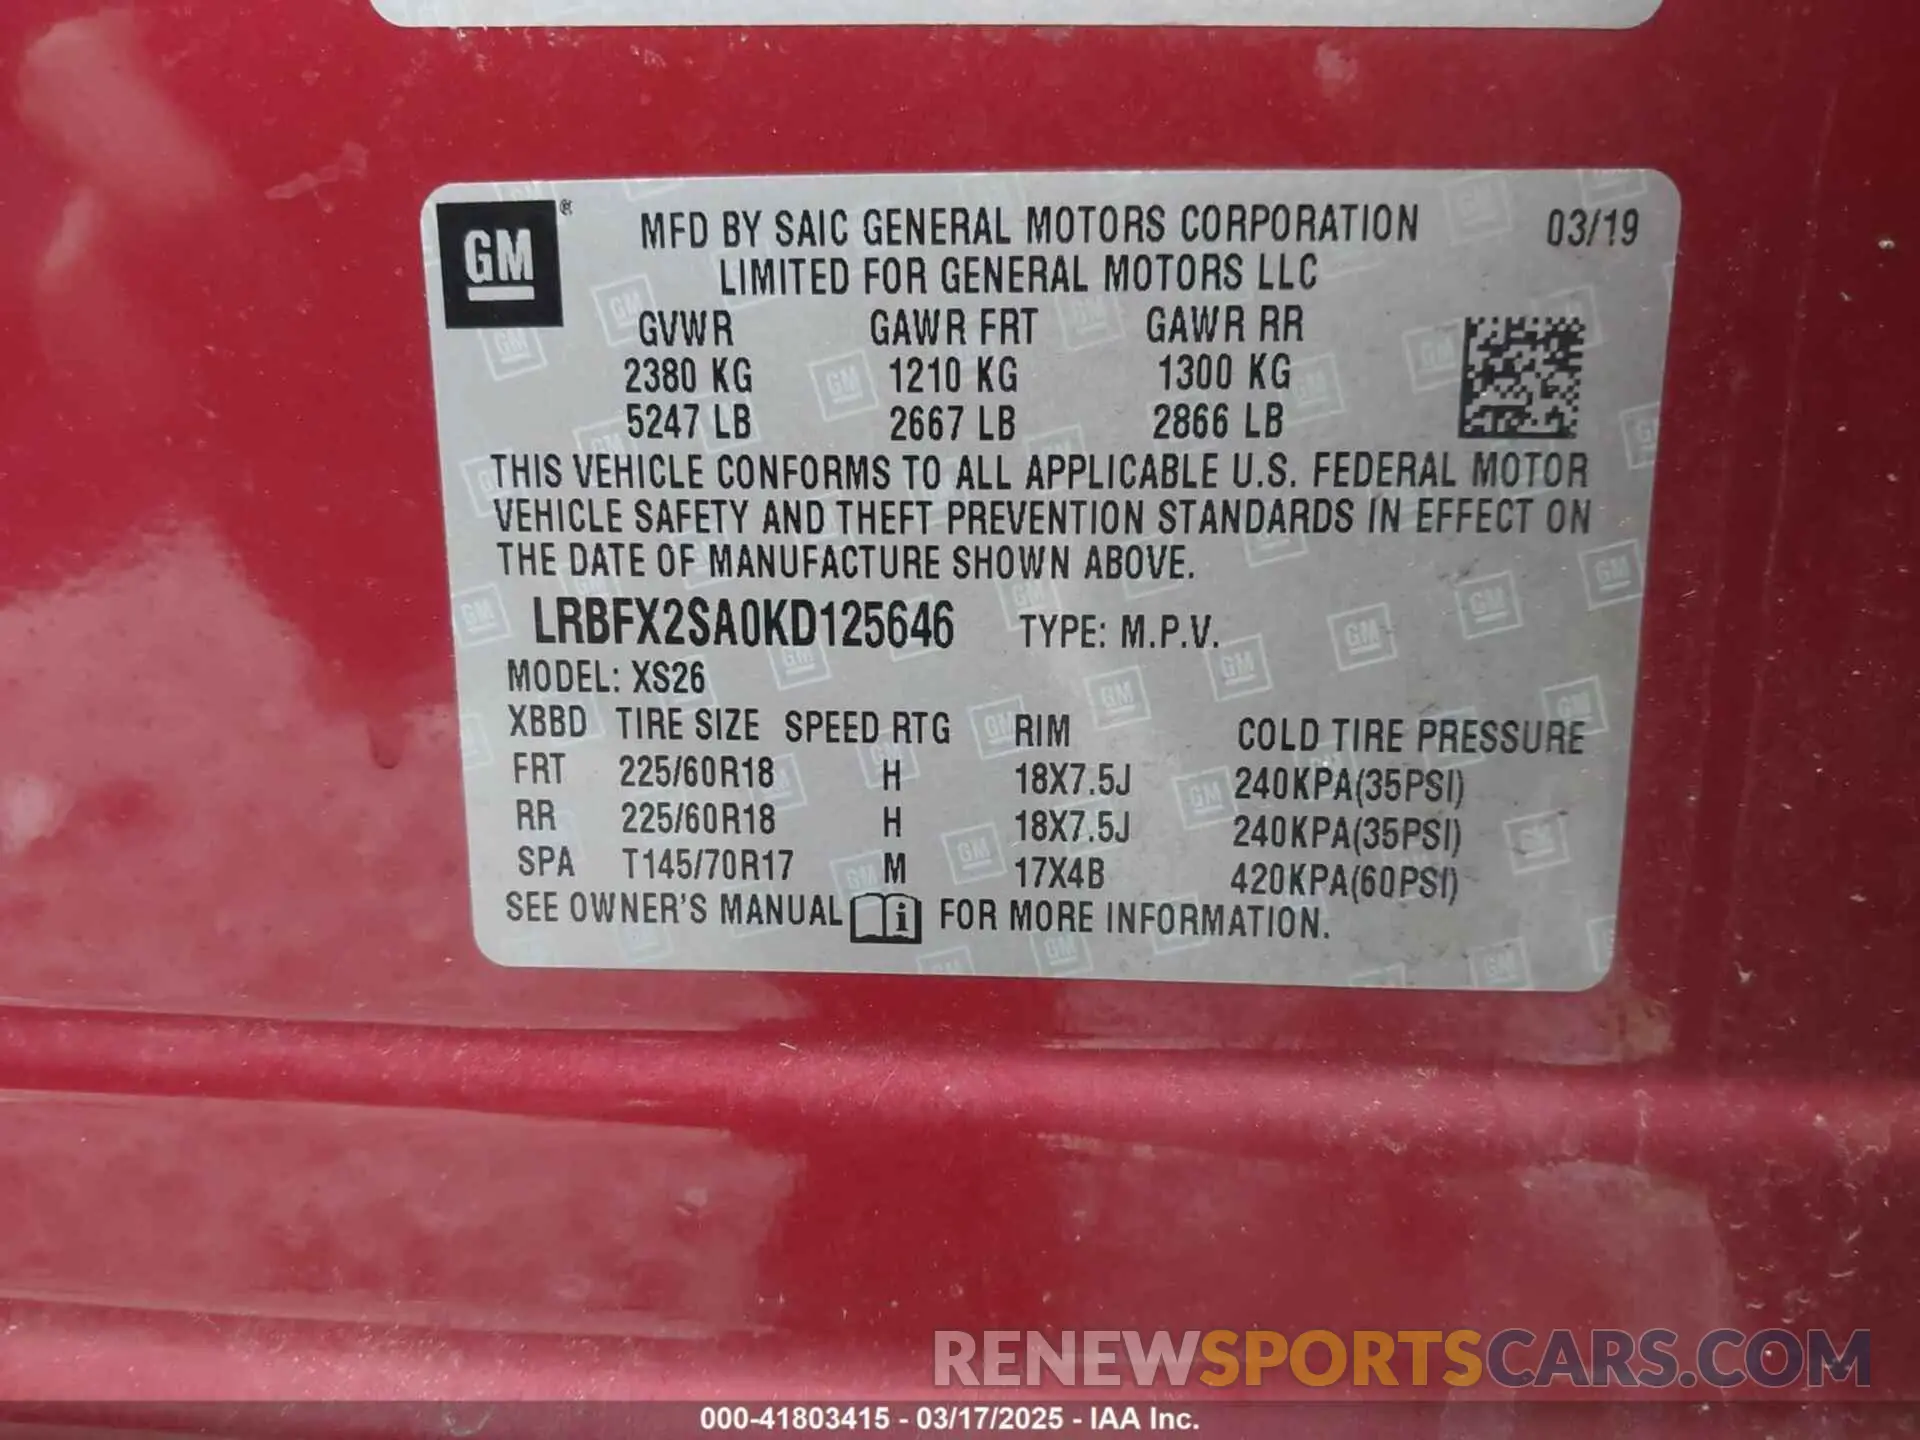 GM®
MFD BY SAIC GENERAL MOTORS CORPORATION 03/19
LIMITED FOR GENERAL MOTORS LLC
GVWR GAWR FRT GAWR RR
2380 KG 1210 KG 1300 KG
5247 LB 2667 LB 2866 LB
THIS VEHICLE CONFORMS TO ALL APPLICABLE U.S. FEDERAL MOTOR
VEHICLE SAFETY AND THEFT PREVENTION STANDARDS IN EFFECT ON
THE DATE OF MANUFACTURE SHOWN ABOVE.
LRBFX2SA0KD125646 TYPE: M.P.V.
MODEL: XS26
XBBD TIRE SIZE SPEED RTG RIM COLD TIRE PRESSURE
FRT 225/60R18 H 18X7.5J 240KPA(35PSI)
RR 225/60R18 H 18X7.5J 240KPA(35PSI)
SPA T145/70R17 M 17X4B 420KPA(60PSI)
SEE OWNER'S MANUAL i FOR MORE INFORMATION.
RENEWSPORTSCARS.COM
000-41803415 - 03/17/2025 - IAA Inc.